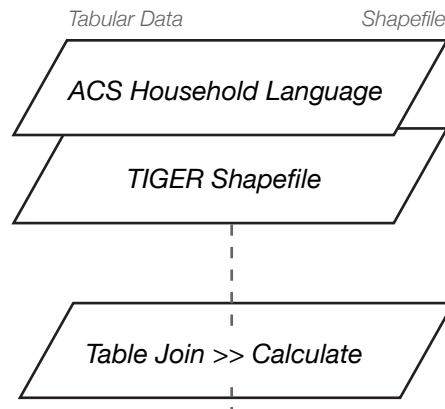 Tabular Data Shapefile
ACS Household Language
TIGER Shapefile
Table Join >> Calculate